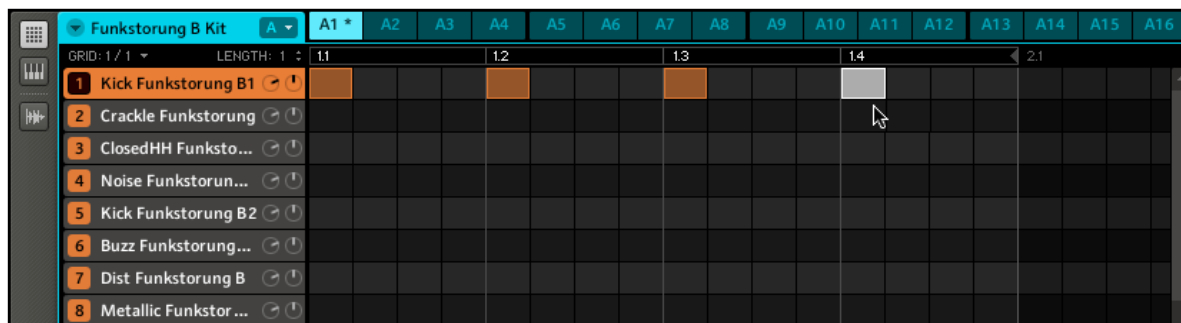 Funkstorung B Kit A A1 * A2 A3 A4 A5 A6 A7 A8 A9 A10 A11 A12 A13 A14 A15 A16
GRID: 1 / 1 LENGTH: 1 1.1 1.2 1.3 1.4 2.1
1 Kick Funkstorung B1
2 Crackle Funkstorung
3 ClosedHH Funksto...
4 Noise Funkstorun...
5 Kick Funkstorung B2
6 Buzz Funkstorung...
7 Dist Funkstorung B
8 Metallic Funkstor...